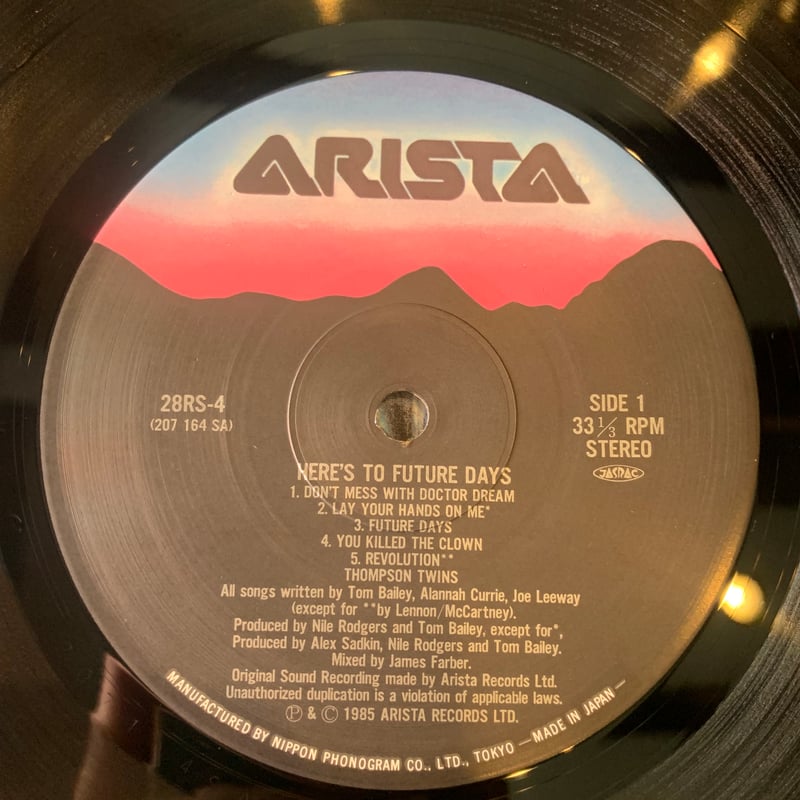 ARISTA
28RS-4
(207 164 SA)
SIDE 1
33 1/3 RPM
STEREO
JASRAC
HERE'S TO FUTURE DAYS
1. DON'T MESS WITH DOCTOR DREAM
2. LAY YOUR HANDS ON ME*
3. FUTURE DAYS
4. YOU KILLED THE CLOWN
5. REVOLUTION**
THOMPSON TWINS
All songs written by Tom Bailey, Alannah Currie, Joe Leeway
(except for **by Lennon/McCartney).
Produced by Nile Rodgers and Tom Bailey, except for*,
Produced by Alex Sadkin, Nile Rodgers and Tom Bailey.
Mixed by James Farber.
Original Sound Recording made by Arista Records Ltd.
Unauthorized duplication is a violation of applicable laws.
Ⓟ & © 1985 ARISTA RECORDS LTD.
MANUFACTURED BY NIPPON PHONOGRAM CO., LTD., TOKYO — MADE IN JAPAN —